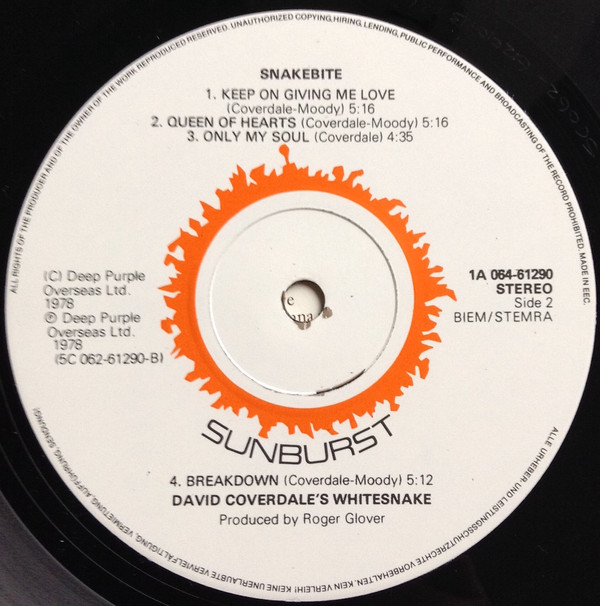 SNAKEBITE
1. KEEP ON GIVING ME LOVE
(Coverdale-Moody) 5:16
2. QUEEN OF HEARTS (Coverdale-Moody) 5:16
3. ONLY MY SOUL (Coverdale) 4:35
(C) Deep Purple
Overseas Ltd.
1978
Ⓟ Deep Purple
Overseas Ltd.
1978
(5C 062-61290-B)
1A 064-61290
STEREO
Side 2
BIEM/STEMRA
e
ana
SUNBURST
4. BREAKDOWN (Coverdale-Moody) 5:12
DAVID COVERDALE'S WHITESNAKE
Produced by Roger Glover
ALL RIGHTS OF THE PRODUCER AND OF THE OWNER OF THE WORK REPRODUCED RESERVED. UNAUTHORIZED COPYING, HIRING, LENDING, PUBLIC PERFORMANCE AND BROADCASTING OF THE RECORD PROHIBITED. MADE IN EEC.
ALLE URHEBER- UND LEISTUNGSSCHUTZRECHTE VORBEHALTEN. KEIN VERLEIH! KEINE UNERLAUBTE VERVIELFÄLTIGUNG, VERMIETUNG, AUFFÜHRUNG, SENDUNG!